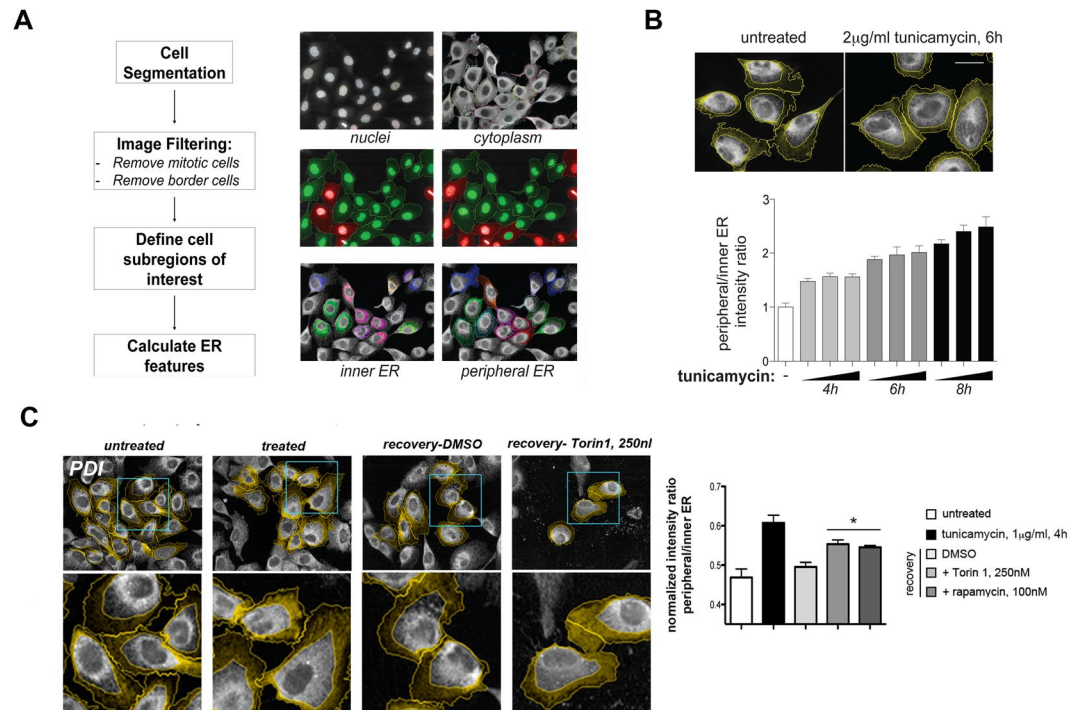 A
Cell
Segmentation
Image Filtering:
- Remove mitotic cells
- Remove border cells
Define cell
subregions of
interest
Calculate ER
features
nuclei
cytoplasm
inner ER
peripheral ER
B
untreated
2μg/ml tunicamycin, 6h
peripheral/inner ER
intensity ratio
3
2
1
0
tunicamycin: -
4h
6h
8h
C
untreated
treated
recovery-DMSO
recovery- Torin1, 250nl
PDI
normalized intensity ratio
peripheral/inner ER
0.7
0.6
0.5
0.4
*
untreated
tunicamycin, 1μg/ml, 4h
recovery
DMSO
+ Torin 1, 250nM
+ rapamycin, 100nM